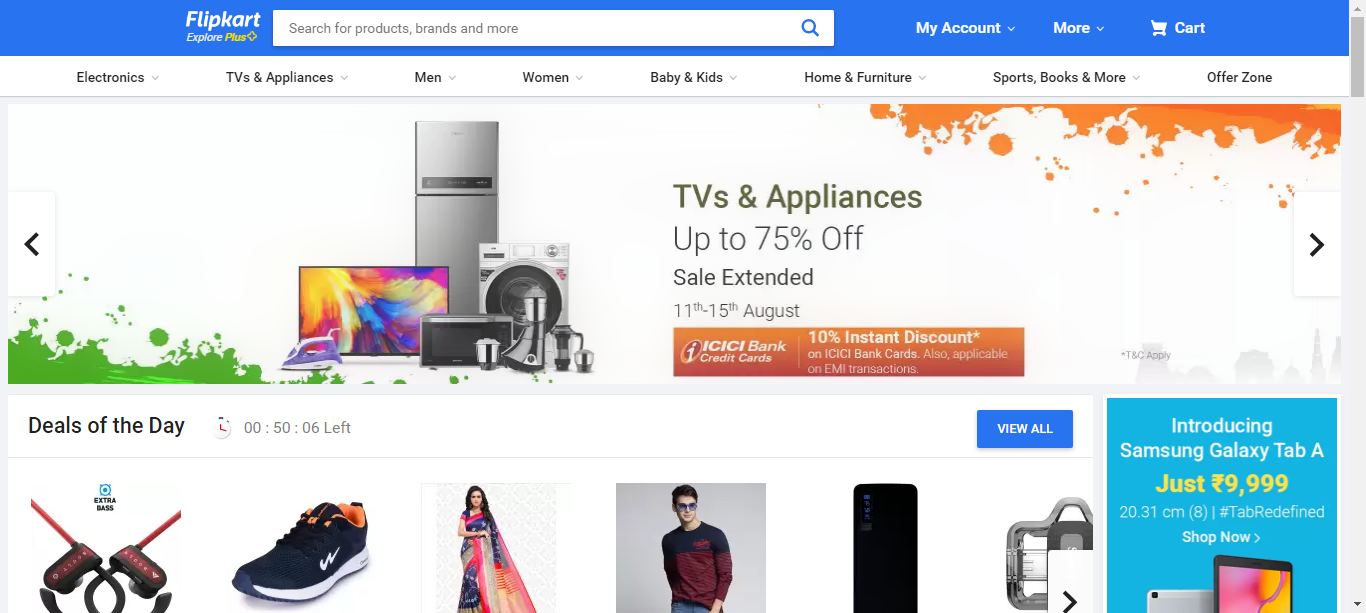 Flipkart
Explore Plus
Search for products, brands and more
My Account
More
Cart
Electronics
TVs & Appliances
Men
Women
Baby & Kids
Home & Furniture
Sports, Books & More
Offer Zone
TVs & Appliances
Up to 75% Off
Sale Extended
11th-15th August
ICICI Bank
Credit Cards
10% Instant Discount*
on ICICI Bank Cards. Also, applicable
on EMI transactions.
*T&C Apply
Deals of the Day
00 : 50 : 06 Left
VIEW ALL
EXTRA
BASS
Introducing
Samsung Galaxy Tab A
Just ₹9,999
20.31 cm (8) | #TabRedefined
Shop Now